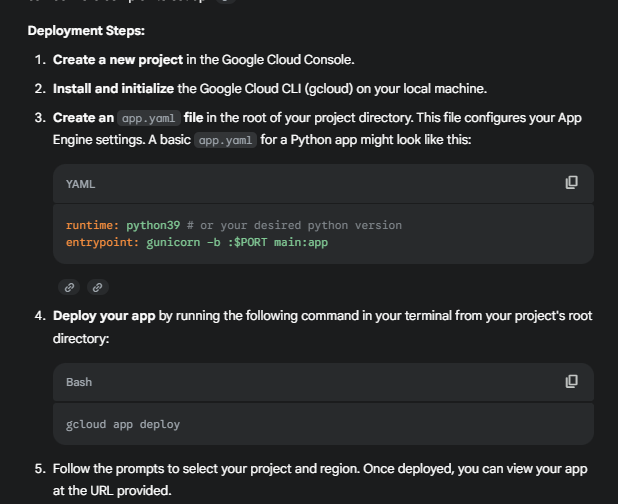 Deployment Steps:
1. Create a new project in the Google Cloud Console.
2. Install and initialize the Google Cloud CLI (gcloud) on your local machine.
3. Create an app.yaml file in the root of your project directory. This file configures your App
Engine settings. A basic app.yaml for a Python app might look like this:
YAML
runtime: python39 # or your desired python version
entrypoint: gunicorn -b :$PORT main:app
4. Deploy your app by running the following command in your terminal from your project's root
directory:
Bash
gcloud app deploy
5. Follow the prompts to select your project and region. Once deployed, you can view your app
at the URL provided.